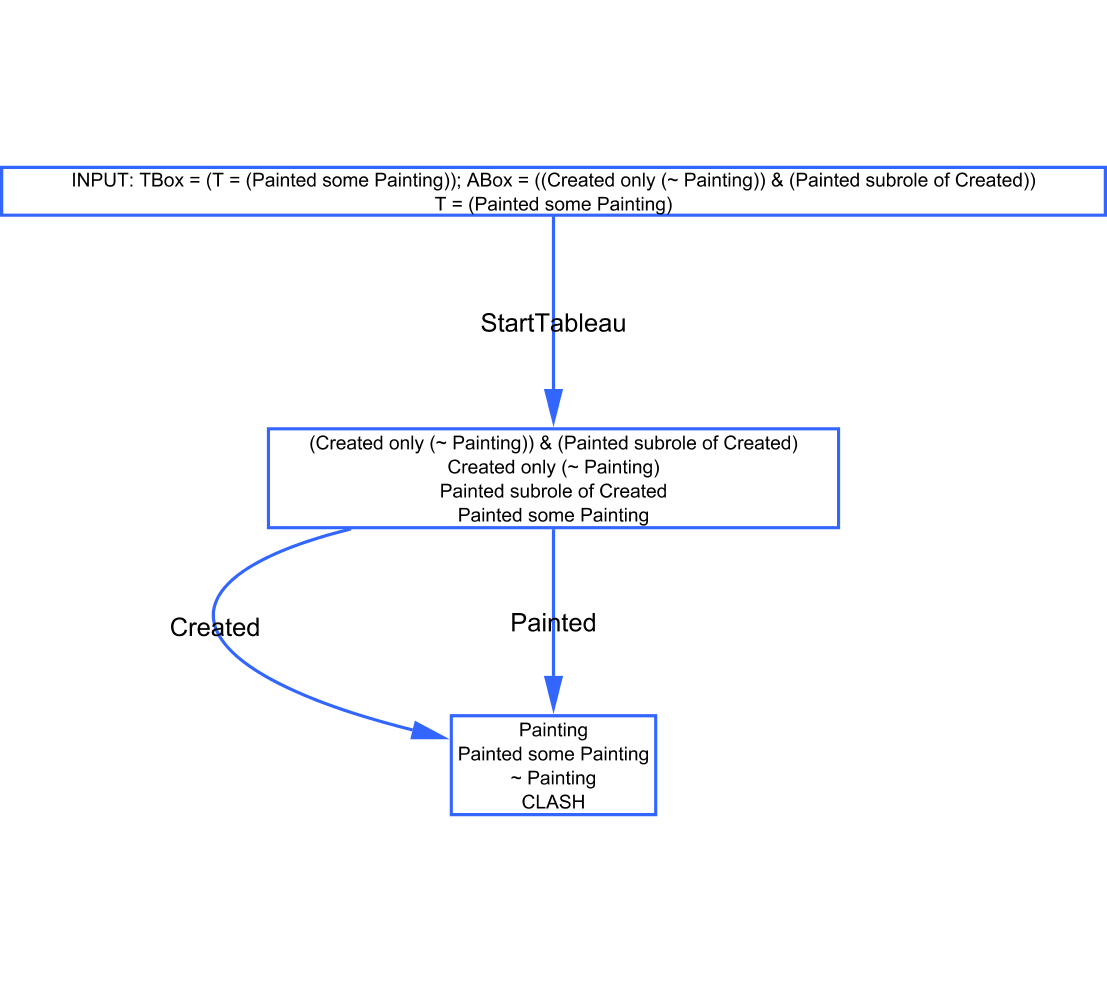 INPUT: TBox = (T = (Painted some Painting)); ABox = ((Created only (~ Painting)) & (Painted subrole of Created))
T = (Painted some Painting)
StartTableau
(Created only (~ Painting)) & (Painted subrole of Created)
Created only (~ Painting)
Painted subrole of Created
Painted some Painting
Created
Painted
Painting
Painted some Painting
~ Painting
CLASH